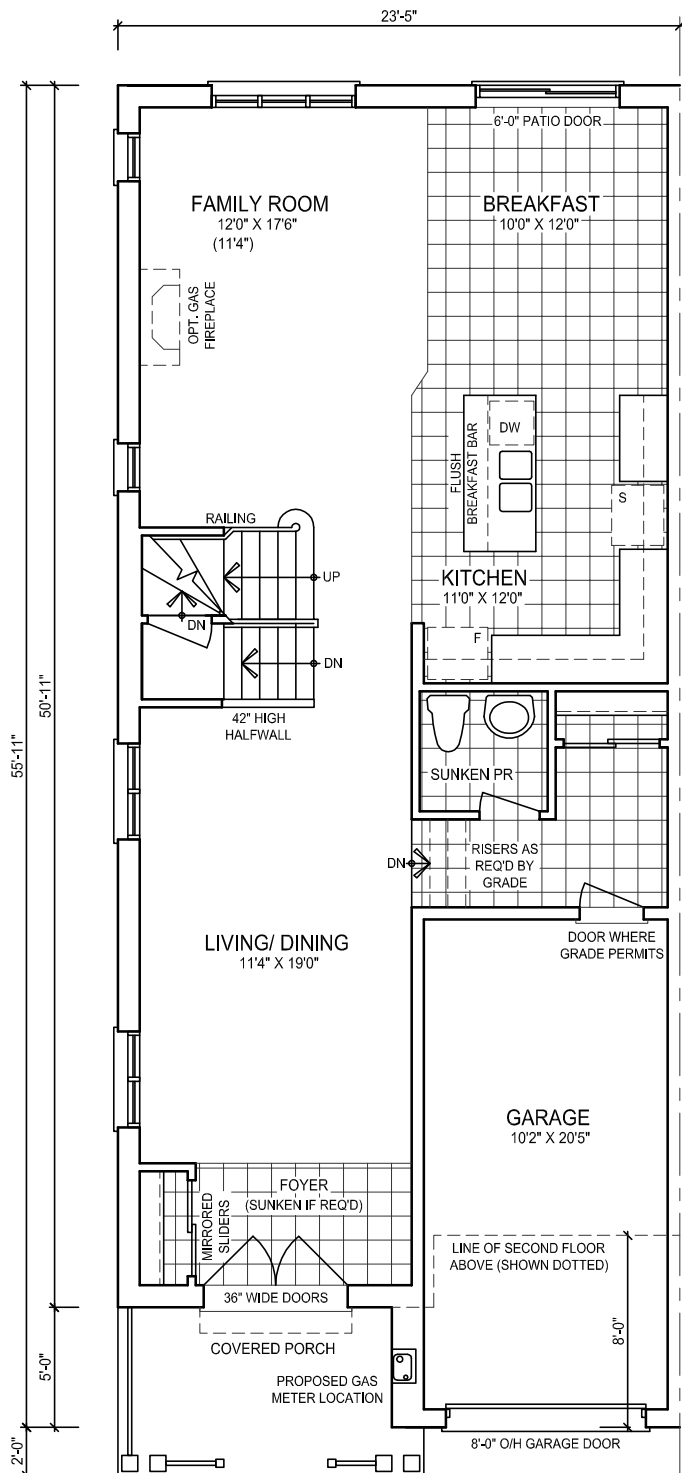 23'-5"
6'-0" PATIO DOOR
FAMILY ROOM
12'0" X 17'6"
(11'4")
BREAKFAST
10'0" X 12'0"
OPT. GAS
FIREPLACE
FLUSH
BREAKFAST BAR
DW
S
RAILING
UP
KITCHEN
11'0" X 12'0"
DN
F
DN
42" HIGH
HALFWALL
50'-11"
55'-11"
SUNKEN PR
DN
RISERS AS
REQ'D BY
GRADE
LIVING/ DINING
11'4" X 19'0"
DOOR WHERE
GRADE PERMITS
GARAGE
10'2" X 20'5"
FOYER
(SUNKEN IF REQ'D)
MIRRORED
SLIDERS
LINE OF SECOND FLOOR
ABOVE (SHOWN DOTTED)
36" WIDE DOORS
8'-0"
COVERED PORCH
5'-0"
PROPOSED GAS
METER LOCATION
8'-0" O/H GARAGE DOOR
2'-0"